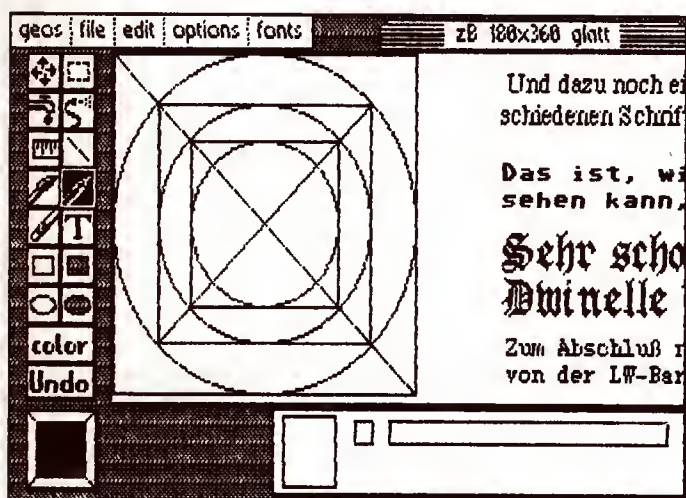 geos file edit options fonts
zB 180x360 glatt
Und dazu noch ei
schiedenen Schrif
Das ist, wi
sehen kann,
Sehr scho
Dwinelle
Zum Abschluß r
von der LW-Bar
T
color
Undo